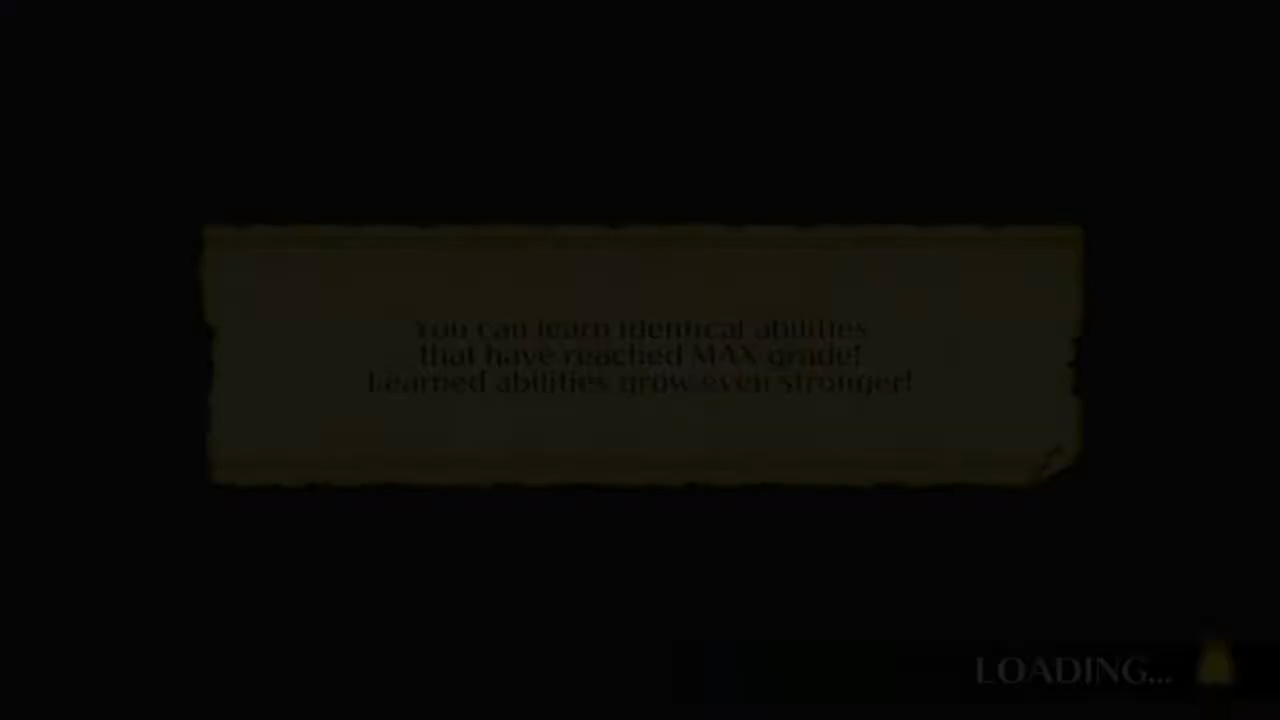 You can learn identical abilities
that have reached MAX grade!
Learned abilities grow even stronger!
LOADING...